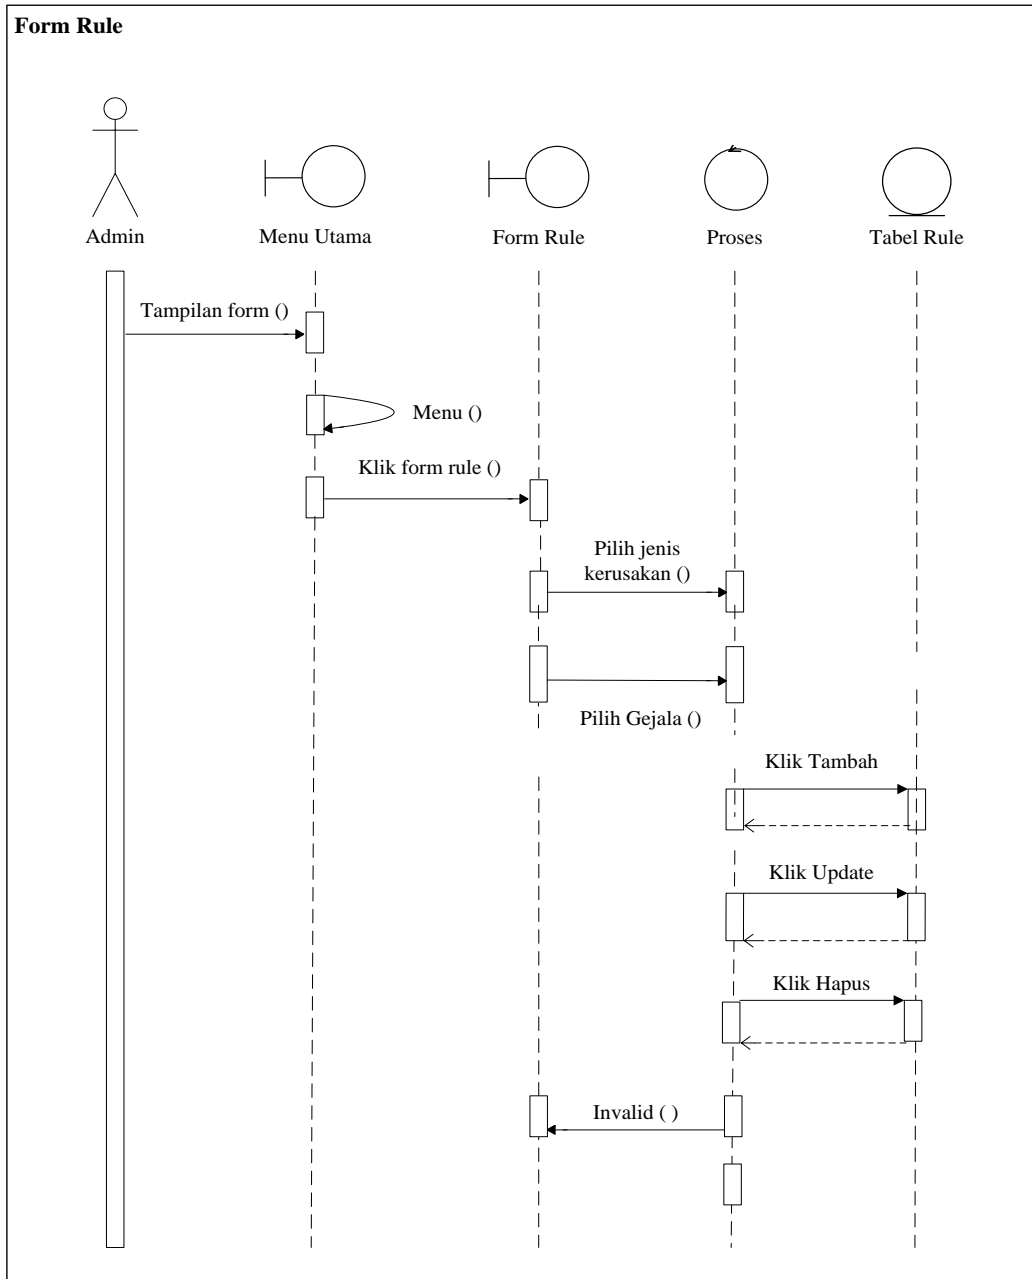 Form Rule
Admin
Menu Utama
Form Rule
Proses
Tabel Rule
Tampilan form ()
Menu ()
Klik form rule ()
Pilih jenis
kerusakan ()
Pilih Gejala ()
Klik Tambah
Klik Update
Klik Hapus
Invalid ( )